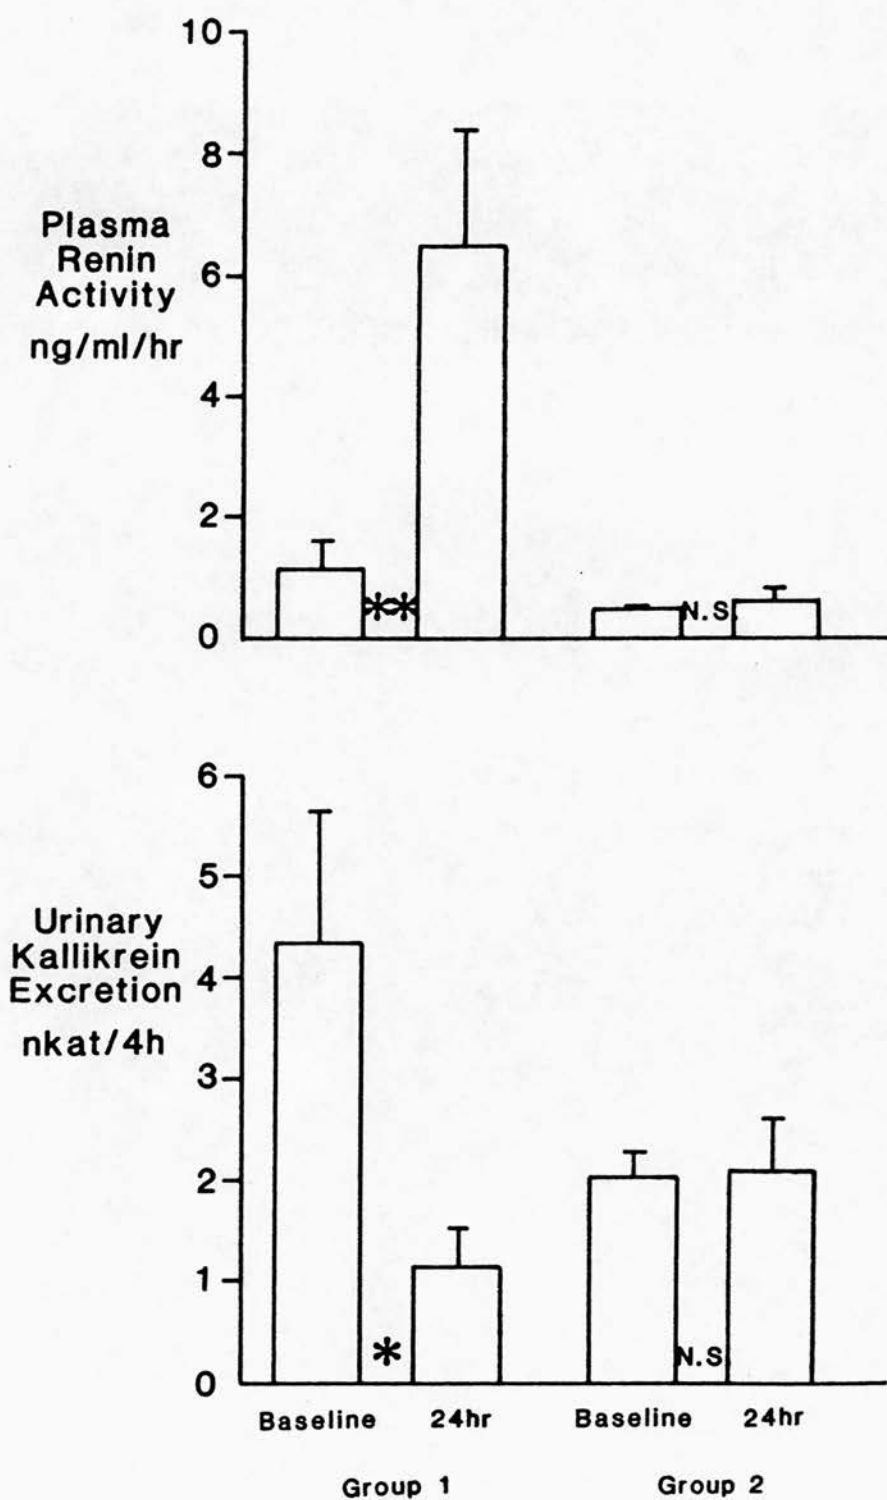 10
8
6
4
2
0
Plasma
Renin
Activity
ng/ml/hr
** N.S.
6
5
4
3
2
1
0
Urinary
Kallikrein
Excretion
nkat/4h
* N.S
Baseline 24hr Baseline 24hr
Group 1 Group 2